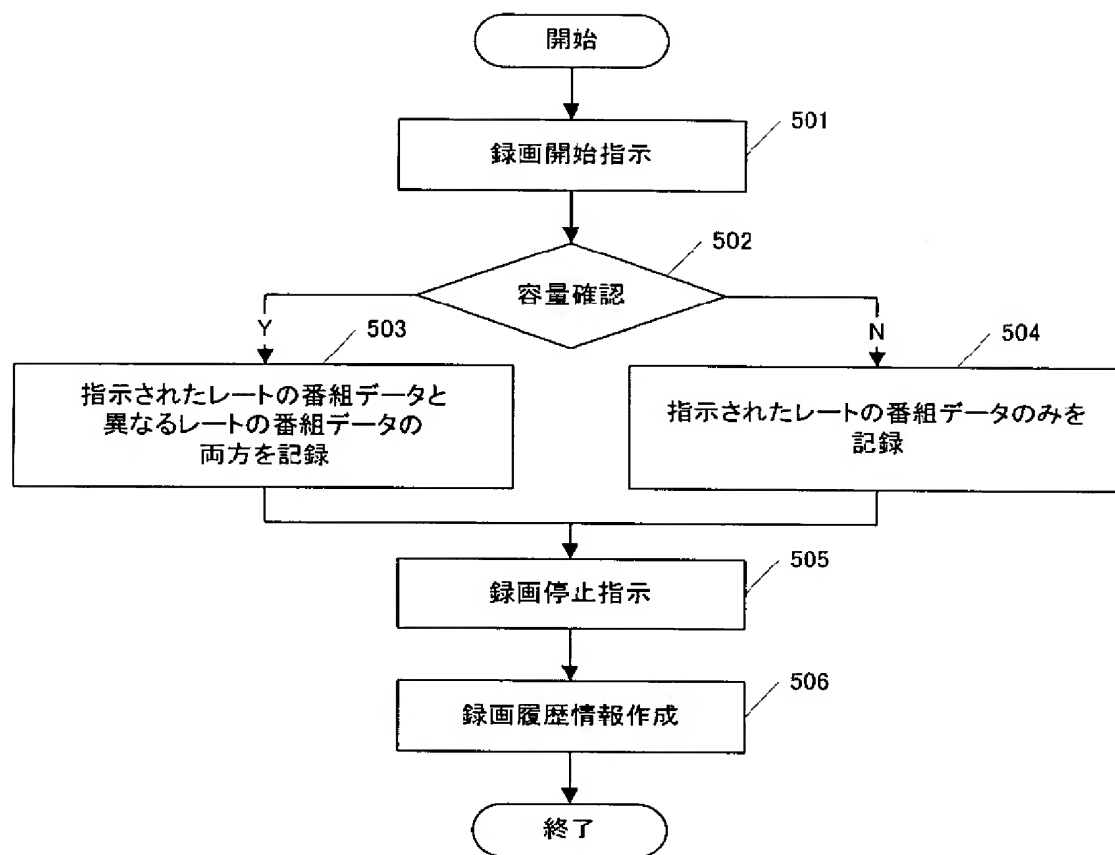 開始
501
録画開始指示
502
容量確認
Y
N
503
504
指示されたレートの番組データと
異なるレートの番組データの
両方を記録
指示されたレートの番組データのみを
記録
505
録画停止指示
506
録画履歴情報作成
終了